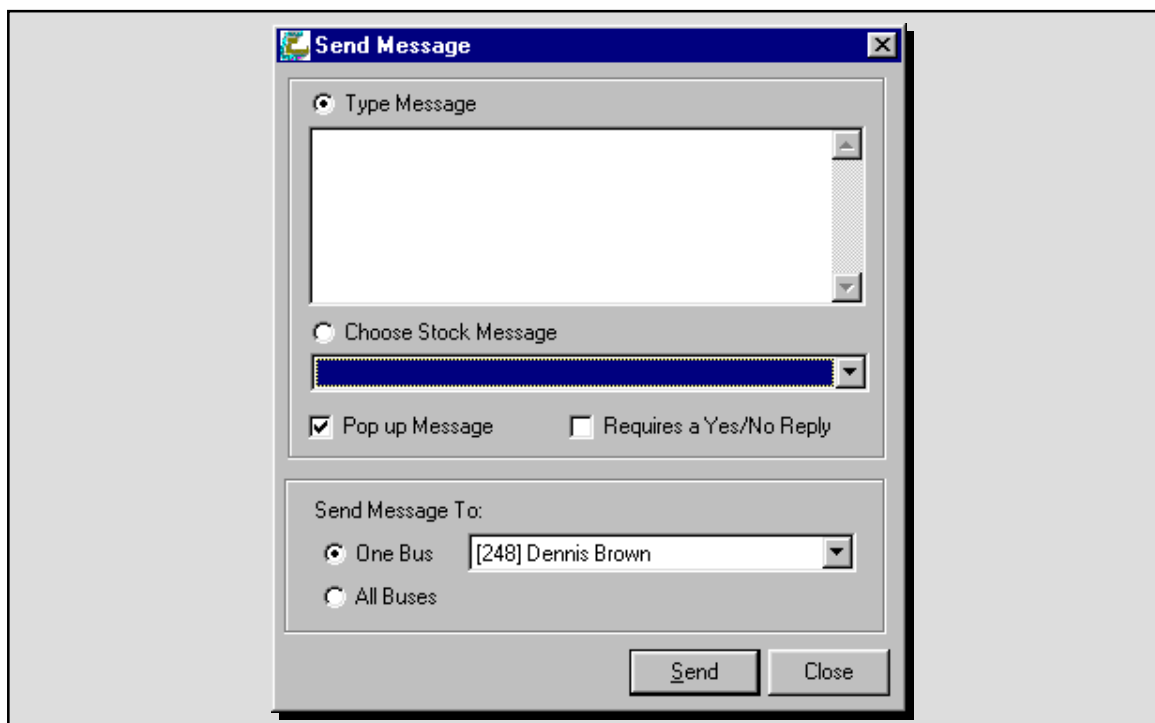 Send Message
Type Message
Choose Stock Message
Pop up Message Requires a Yes/No Reply
Send Message To:
One Bus [248] Dennis Brown
All Buses
Send Close